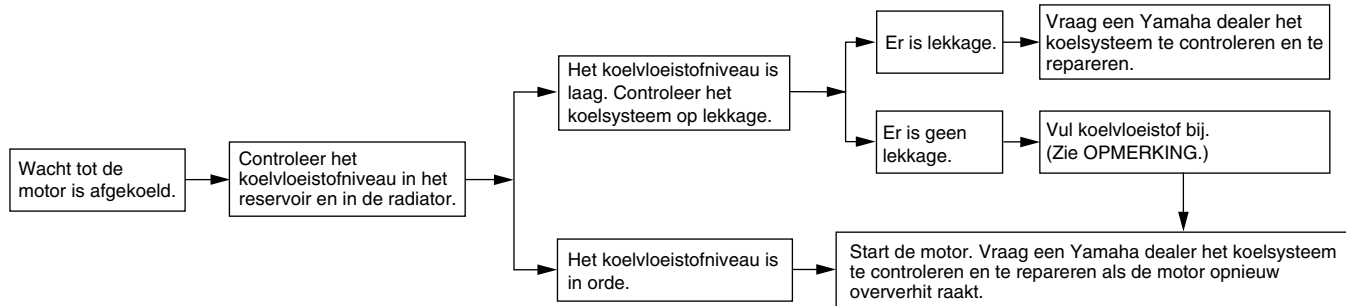 Wacht tot de
motor is afgekoeld.
Controleer het
koelvloeistofniveau in het
reservoir en in de radiator.
Het koelvloeistofniveau is
laag. Controleer het
koelsysteem op lekkage.
Er is lekkage.
Vraag een Yamaha dealer het
koelsysteem te controleren en te
repareren.
Er is geen
lekkage.
Vul koelvloeistof bij.
(Zie OPMERKING.)
Het koelvloeistofniveau is
in orde.
Start de motor. Vraag een Yamaha dealer het koelsysteem
te controleren en te repareren als de motor opnieuw
oververhit raakt.